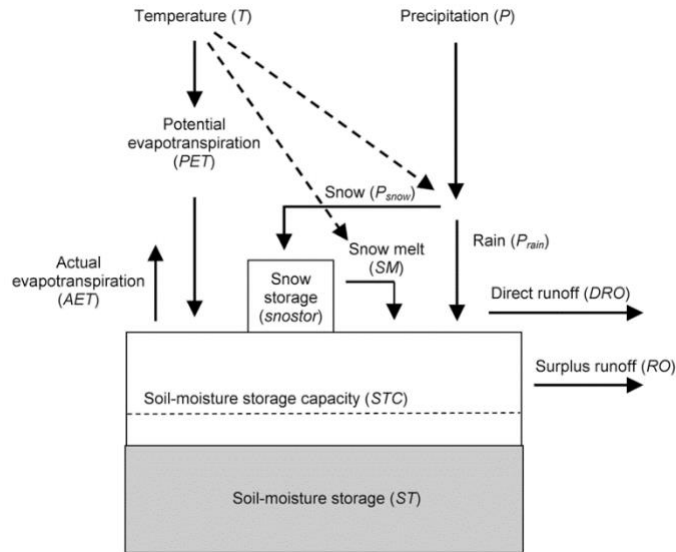 Temperature (T)
Precipitation (P)
Potential
evapotranspiration
(PET)
Snow (Psnow)
Rain (Prain)
Actual
evapotranspiration
(AET)
Snow melt
(SM)
Snow
storage
(snostor)
Direct runoff (DRO)
Surplus runoff (RO)
Soil-moisture storage capacity (STC)
Soil-moisture storage (ST)